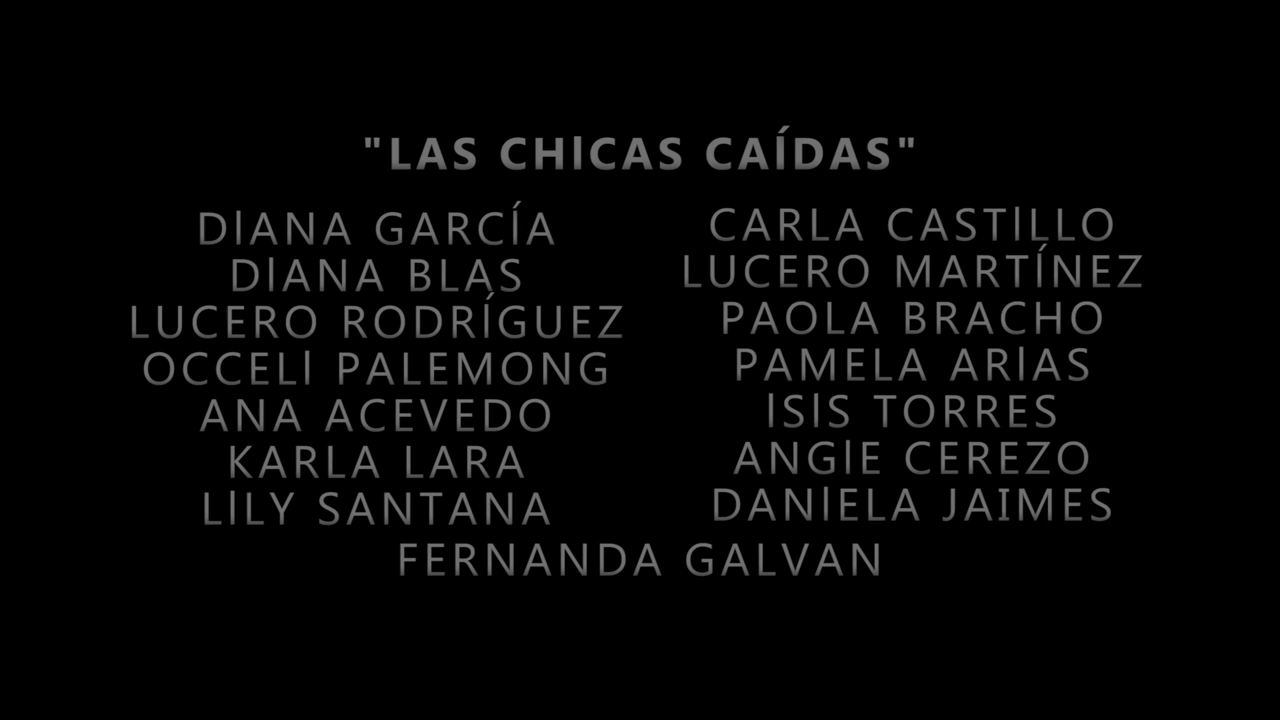 "LAS CHICAS CAÍDAS"
DIANA GARCÍA
DIANA BLAS
LUCERO RODRÍGUEZ
OCCELI PALEMONG
ANA ACEVEDO
KARLA LARA
LILY SANTANA
CARLA CASTILLO
LUCERO MARTÍNEZ
PAOLA BRACHO
PAMELA ARIAS
ISIS TORRES
ANGIE CEREZO
DANIELA JAIMES
FERNANDA GALVAN